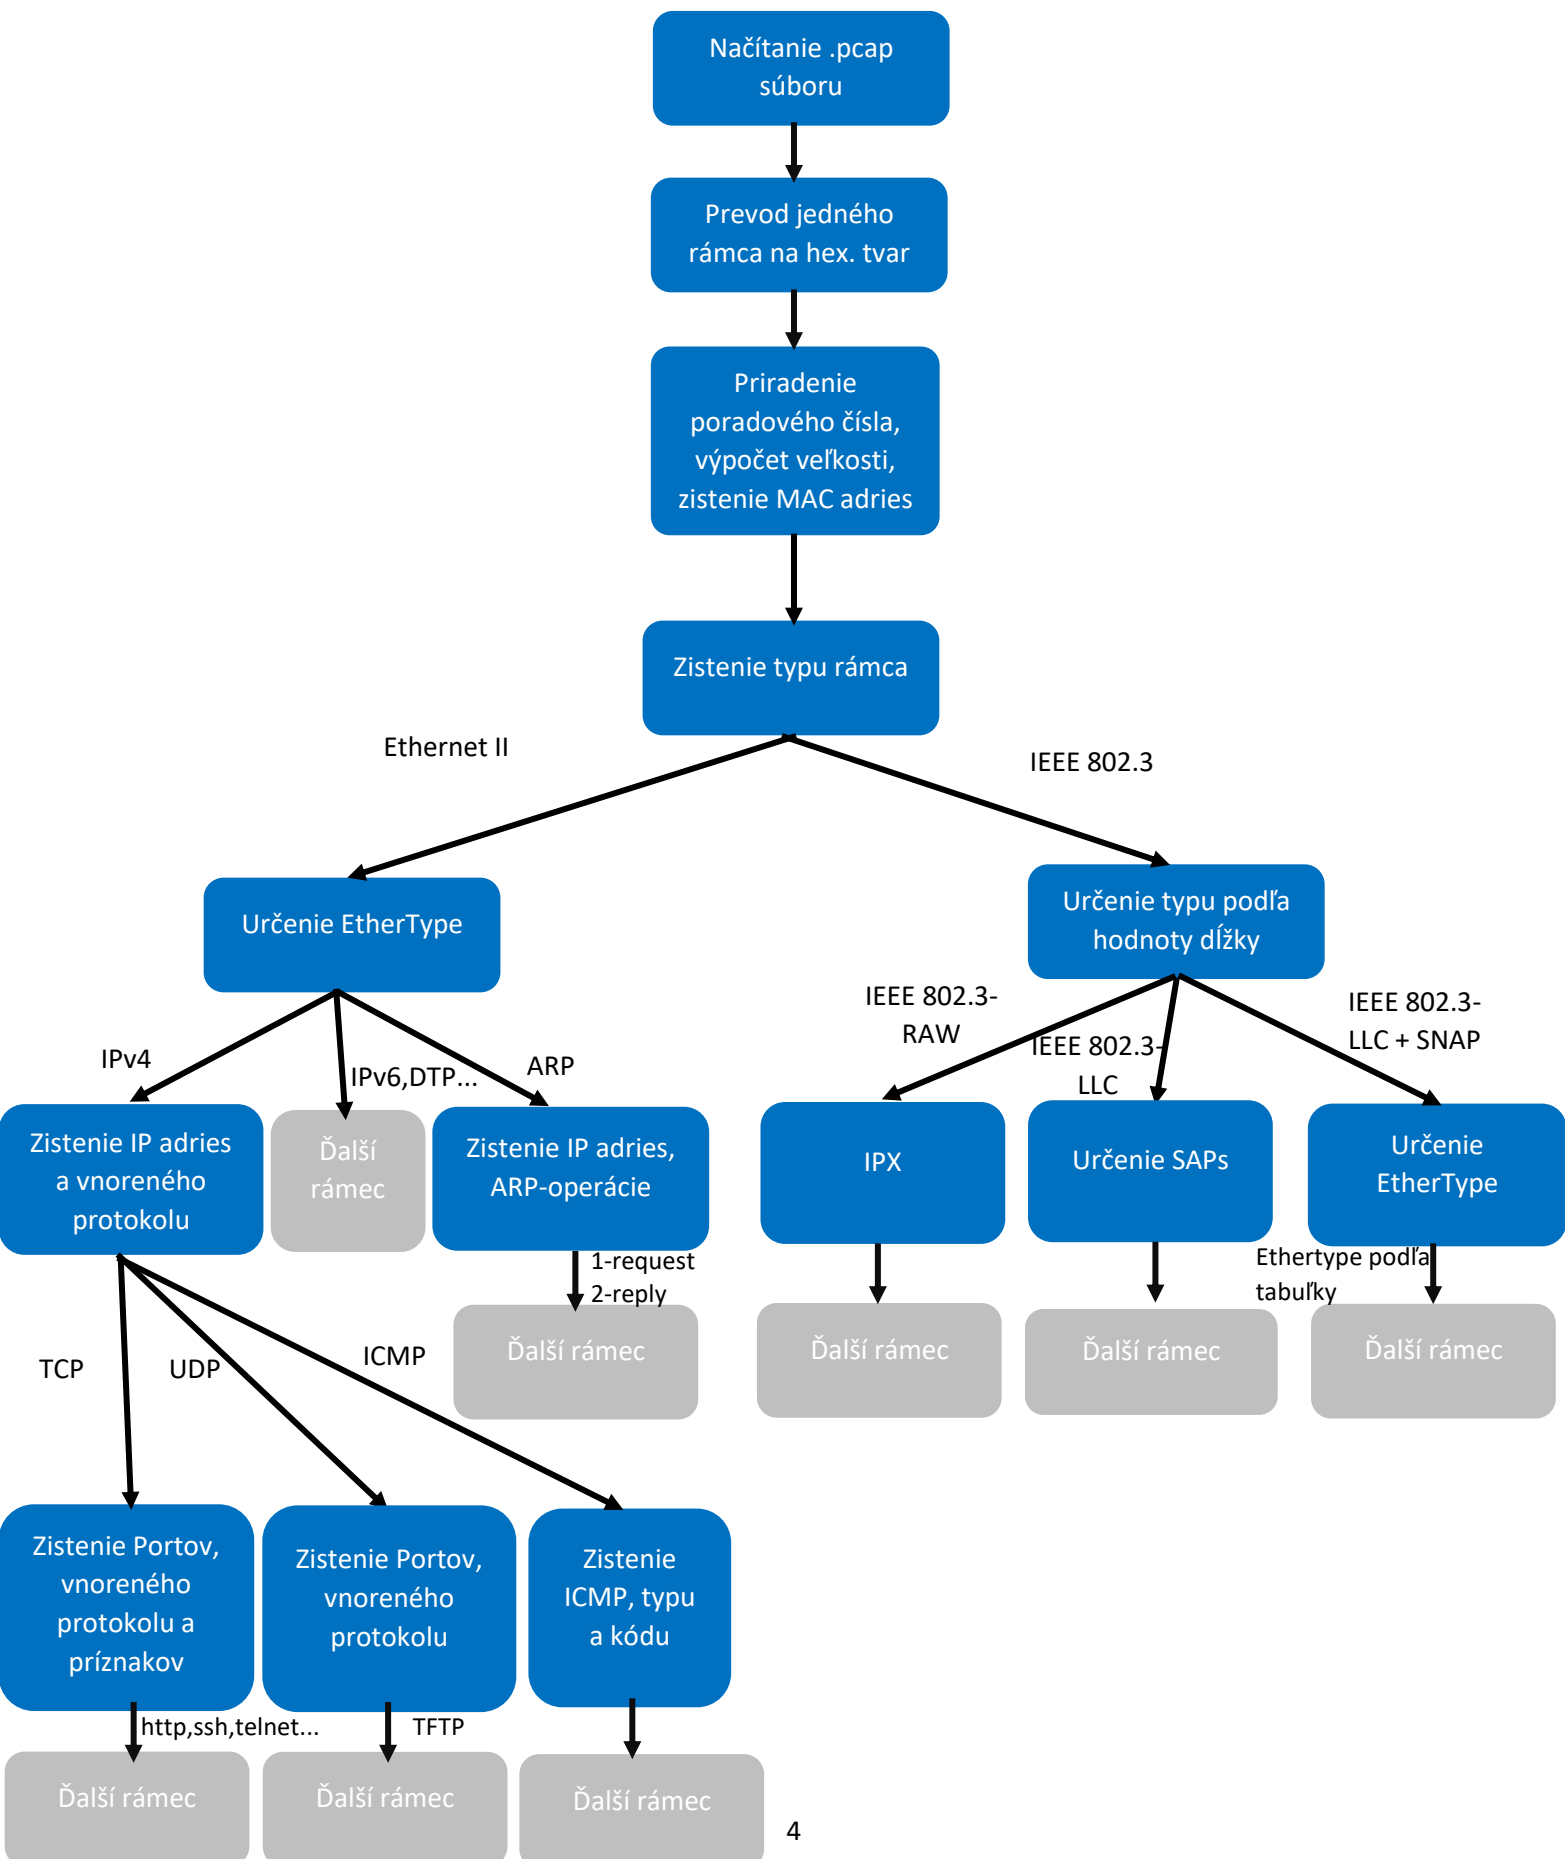 Načítanie .pcap
súboru
Prevod jedného
rámca na hex. tvar
Priradenie
poradového čísla,
výpočet veľkosti,
zistenie MAC adries
Zistenie typu rámca
Ethernet II
IEEE 802.3
Určenie EtherType
Určenie typu podľa
hodnoty dĺžky
IPv4
IPv6,DTP...
ARP
IEEE 802.3-
RAW
IEEE 802.3-
LLC
IEEE 802.3-
LLC + SNAP
Zistenie IP adries
a vnoreného
protokolu
Ďalší
rámec
Zistenie IP adries,
ARP-operácie
IPX
Určenie SAPs
Určenie
EtherType
1-request
2-reply
Ethertype podľa
tabuľky
Ďalší rámec
Ďalší rámec
Ďalší rámec
Ďalší rámec
TCP
UDP
ICMP
Zistenie Portov,
vnoreného
protokolu a
príznakov
Zistenie Portov,
vnoreného
protokolu
Zistenie
ICMP, typu
a kódu
http,ssh,telnet...
TFTP
Ďalší rámec
Ďalší rámec
Ďalší rámec
4